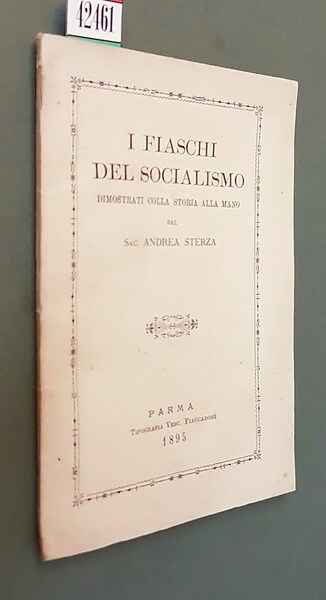 42461
I FIASCHI
DEL SOCIALISMO
DIMOSTRATI COLLA STORIA ALLA MANO
DAL
SAC. ANDREA STERZA
PARMA
TIPOGRAFIA VESC. FIACCADORI
1895